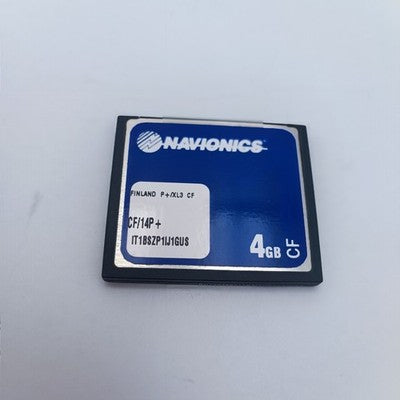 NAVIONICS
FINLAND P+/XL3 CF
CF/14P+
IT1BSZP1IJ1GUS
4GB CF